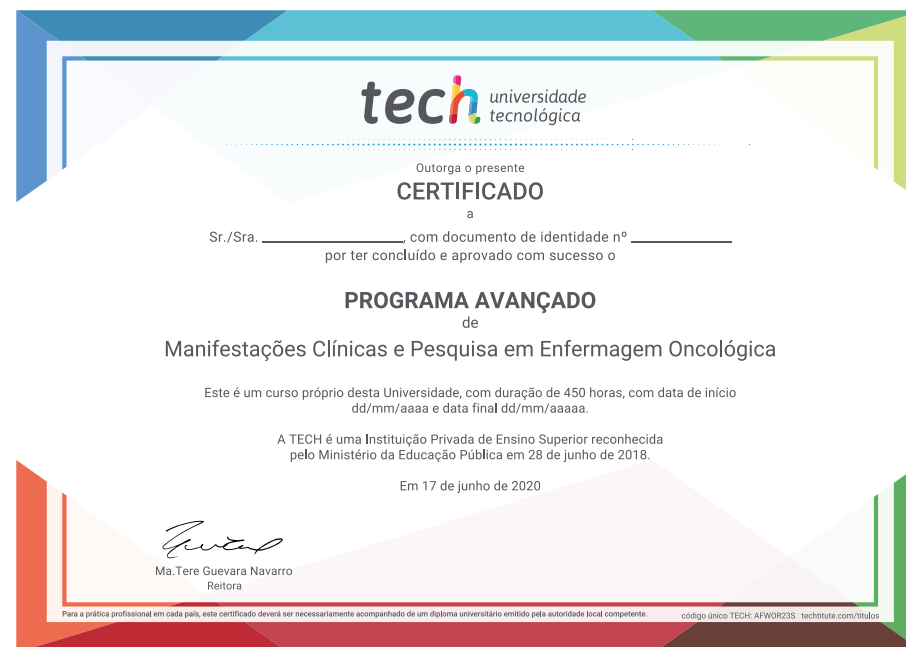 tech universidade
tecnológica
Outorga o presente
CERTIFICADO
a
Sr./Sra. ____________, com documento de identidade nº ____________
por ter concluído e aprovado com sucesso o
PROGRAMA AVANÇADO
de
Manifestações Clínicas e Pesquisa em Enfermagem Oncológica
Este é um curso próprio desta Universidade, com duração de 450 horas, com data de início
dd/mm/aaaa e data final dd/mm/aaaaa.
A TECH é uma Instituição Privada de Ensino Superior reconhecida
pelo Ministério da Educação Pública em 28 de junho de 2018.
Em 17 de junho de 2020
Ma.Tere Guevara Navarro
Reitora
Para a prática profissional em cada país, este certificado deverá ser necessariamente acompanhado de um diploma universitário emitido pela autoridade local competente.
código único TECH: AFWOR23S techtitute.com/titulos